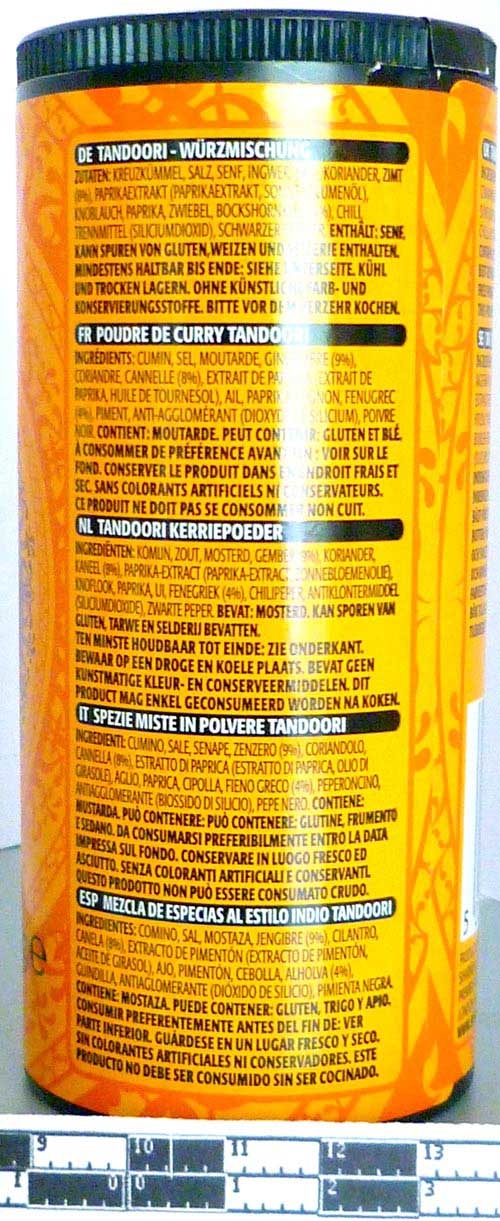 DE TANDOORI - WÜRZMISCHUNG
ZUTATEN: KREUZKÜMMEL, SALZ, SENF, INGWER KORIANDER, ZIMT
(8%), PAPRIKAEXTRAKT (PAPRIKAEXTRAKT,
KNOBLAUCH, PAPRIKA, ZWIEBEL, CHILI,
TRENNMITTEL (SILICIUMDIOXID), SCHWARZER ENTHÄLT: SENF,
KANN SPUREN VON GLUTEN, WEIZEN UND ENTHALTEN.
MINDESTENS HALTBAR BIS ENDE: SIEHE KÜHL
UND TROCKEN LAGERN. OHNE KÜNSTLICHE FARB- UND
KONSERVIERUNGSSTOFFE. BITTE VOR DEM VERZEHR KOCHEN.
FR POUDRE DE CURRY TANDOORI
INGRÉDIENTS: CUMIN, SEL, MOUTARDE, GINGEMBRE (9%),
CORIANDRE, CANNELLE (8%), EXTRAIT DE EXTRAIT DE
PAPRIKA, HUILE DE TOURNESOL), AIL, PAPRIKA, OIGNON, FENUGREC
(4%), PIMENT, ANTI-AGGLOMÉRANT (DIOXYDE SILICIUM), POIVRE
NOIR. CONTIENT: MOUTARDE. PEUT CONTENIR: GLUTEN ET BLÉ.
À CONSOMMER DE PRÉFÉRENCE AVANT FIN : VOIR SUR LE
FOND. CONSERVER LE PRODUIT DANS ENDROIT FRAIS ET
SEC. SANS COLORANTS ARTIFICIELS NI CONSERVATEURS.
CE PRODUIT NE DOIT PAS SE CONSOMMER NON CUIT.
NL TANDOORI KERRIEPOEDER
INGREDIËNTEN: KOMIJN, ZOUT, MOSTERD, GEMBER (9%), KORIANDER,
KANEEL (8%), PAPRIKA-EXTRACT (PAPRIKA-EXTRACT, ZONNEBLOEMENOLIE),
KNOFLOOK, PAPRIKA, UI, FENEGRIEK (4%), CHILIPEPER, ANTIKLONTERMIDDEL
(SILICIUMDIOXIDE), ZWARTE PEPER. BEVAT: MOSTERD. KAN SPOREN VAN
GLUTEN, TARWE EN SELDERIJ BEVATTEN.
TEN MINSTE HOUDBAAR TOT EINDE: ZIE ONDERKANT.
BEWAAR OP EEN DROGE EN KOELE PLAATS. BEVAT GEEN
KUNSTMATIGE KLEUR- EN CONSERVEERMIDDELEN. DIT
PRODUCT MAG ENKEL GECONSUMEERD WORDEN NA KOKEN.
IT SPEZIE MISTE IN POLVERE TANDOORI
INGREDIENTI: CUMINO, SALE, SENAPE, ZENZERO (9%), CORIANDOLO,
CANNELLA (8%), ESTRATTO DI PAPRICA (ESTRATTO DI PAPRICA, OLIO DI
GIRASOLE), AGLIO, PAPRICA, CIPOLLA, FIENO GRECO (4%), PEPERONCINO,
ANTIAGGLOMERANTE (BIOSSIDO DI SILICIO), PEPE NERO. CONTIENE:
MUSTARDA. PUÒ CONTENERE: PUÒ CONTENERE: GLUTINE, FRUMENTO
E SEDANO. DA CONSUMARSI PREFERIBILMENTE ENTRO LA DATA
IMPRESSA SUL FONDO. CONSERVARE IN LUOGO FRESCO ED
ASCIUTTO. SENZA COLORANTI ARTIFICIALI E CONSERVANTI.
QUESTO PRODOTTO NON PUÒ ESSERE CONSUMATO CRUDO.
ESP MEZCLA DE ESPECIAS AL ESTILO INDIO TANDOORI
INGREDIENTES: COMINO, SAL, MOSTAZA, JENGIBRE (9%), CILANTRO,
CANELA (8%), EXTRACTO DE PIMENTÓN (EXTRACTO DE PIMENTÓN,
ACEITE DE GIRASOL), AJO, PIMENTÓN, CEBOLLA, ALHOLVA (4%),
GUINDILLA, ANTIAGLOMERANTE (DIÓXIDO DE SILICIO), PIMIENTA NEGRA.
CONTIENE: MOSTAZA. PUEDE CONTENER: GLUTEN, TRIGO Y APIO.
CONSUMIR PREFERENTEMENTE ANTES DEL FIN DE: VER
PARTE INFERIOR. GUÁRDESE EN UN LUGAR FRESCO Y SECO.
SIN COLORANTES ARTIFICIALES NI CONSERVADORES. ESTE
PRODUCTO NO DEBE SER CONSUMIDO SIN SER COCINADO.
e
5
9 10 11 12 13
1 0 0 1 2 3